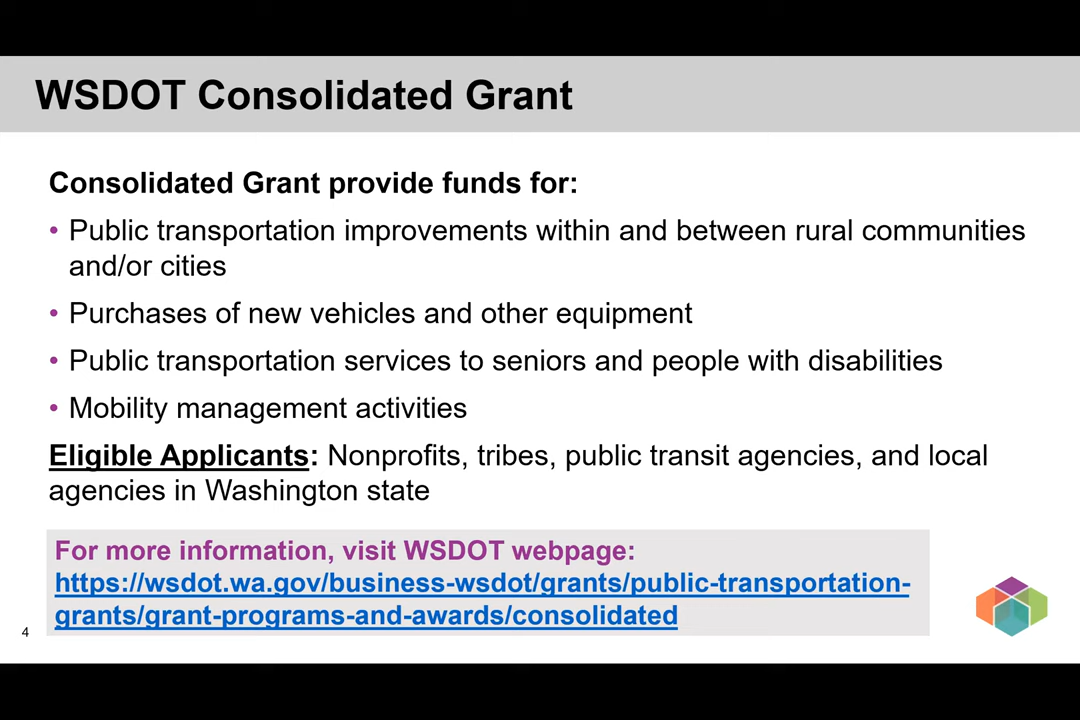 WSDOT Consolidated Grant
Consolidated Grant provide funds for:
• Public transportation improvements within and between rural communities
and/or cities
• Purchases of new vehicles and other equipment
• Public transportation services to seniors and people with disabilities
• Mobility management activities
Eligible Applicants: Nonprofits, tribes, public transit agencies, and local
agencies in Washington state
For more information, visit WSDOT webpage:
https://wsdot.wa.gov/business-wsdot/grants/public-transportation-
grants/grant-programs-and-awards/consolidated
4